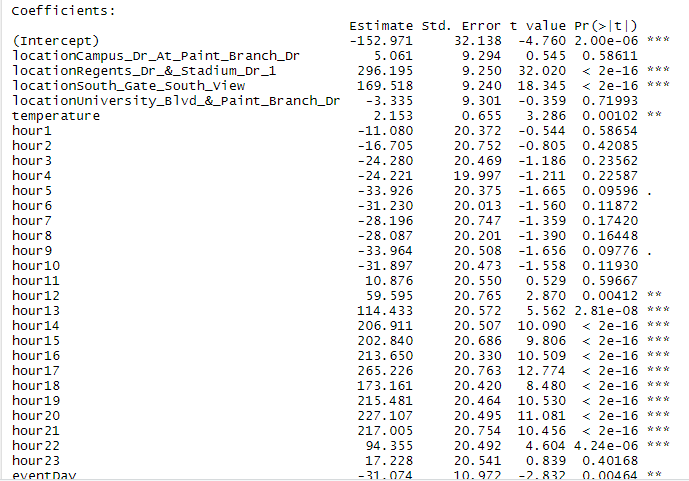 Coefficients:
Estimate Std. Error t value Pr(>|t|)
(Intercept) -152.971 32.138 -4.760 2.00e-06 ***
locationCampus_Dr_At_Paint_Branch_Dr 5.061 9.294 0.545 0.58611
locationRegents_Dr_&_Stadium_Dr_1 296.195 9.250 32.020 < 2e-16 ***
locationSouth_Gate_South_View 169.518 9.240 18.345 < 2e-16 ***
locationUniversity_Blvd_&_Paint_Branch_Dr -3.335 9.301 -0.359 0.71993
temperature 2.153 0.655 3.286 0.00102 **
hour1 -11.080 20.372 -0.544 0.58654
hour2 -16.705 20.752 -0.805 0.42085
hour3 -24.280 20.469 -1.186 0.23562
hour4 -24.221 19.997 -1.211 0.22587
hour5 -33.926 20.375 -1.665 0.09596 .
hour6 -31.230 20.013 -1.560 0.11872
hour7 -28.196 20.747 -1.359 0.17420
hour8 -28.087 20.201 -1.390 0.16448
hour9 -33.964 20.508 -1.656 0.09776 .
hour10 -31.897 20.473 -1.558 0.11930
hour11 10.876 20.550 0.529 0.59667
hour12 59.595 20.765 2.870 0.00412 **
hour13 114.433 20.572 5.562 2.81e-08 ***
hour14 206.911 20.507 10.090 < 2e-16 ***
hour15 202.840 20.686 9.806 < 2e-16 ***
hour16 213.650 20.330 10.509 < 2e-16 ***
hour17 265.226 20.763 12.774 < 2e-16 ***
hour18 173.161 20.420 8.480 < 2e-16 ***
hour19 215.481 20.464 10.530 < 2e-16 ***
hour20 227.107 20.495 11.081 < 2e-16 ***
hour21 217.005 20.754 10.456 < 2e-16 ***
hour22 94.355 20.492 4.604 4.24e-06 ***
hour23 17.228 20.541 0.839 0.40168
eventDay -31.074 10.972 -2.832 0.00464 **